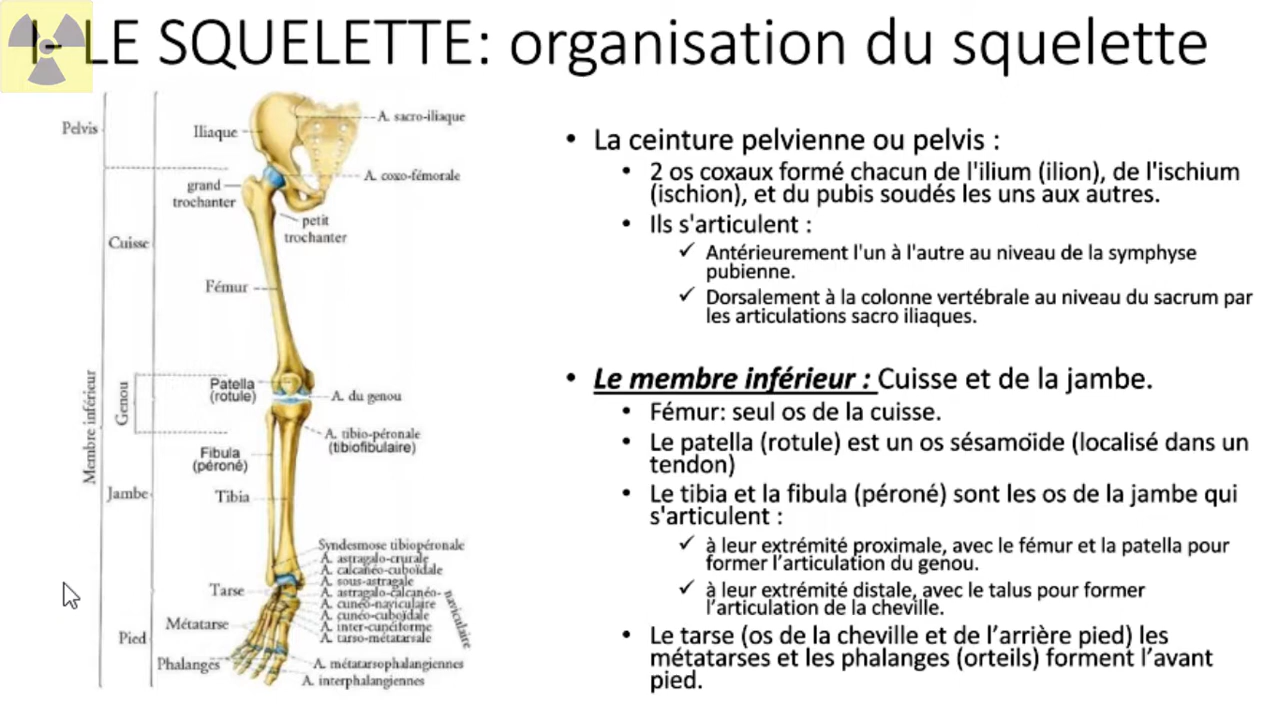 I- LE SQUELETTE: organisation du squelette
Pelvis
Iliaque
A. sacro-iliaque
A. coxo-fémorale
grand
trochanter
petit
trochanter
Cuisse
Fémur
Membre inférieur
Genou
Patella
(rotule)
A. du genou
A. tibio-péronale
(tibiofibulaire)
Fibula
(péroné)
Jambe
Tibia
Syndesmose tibiopéronale
A. astragalo-crurale
A. calcanéo-cuboïdale
A. sous-astragale
A. astragalo-calcanéo-
naviculaire
A. cunéo-naviculaire
A. cunéo-cuboïdale
A. inter-cunéiforme
A. tarso-métatarsale
Tarse
Métatarse
Pied
Phalanges
A. métatarsophalangiennes
A. interphalangiennes
• La ceinture pelvienne ou pelvis :
• 2 os coxaux formé chacun de l'ilium (ilion), de l'ischium
(ischion), et du pubis soudés les uns aux autres.
• Ils s'articulent :
✓ Antérieurement l'un à l'autre au niveau de la symphyse
pubienne.
✓ Dorsalement à la colonne vertébrale au niveau du sacrum par
les articulations sacro iliaques.
• Le membre inférieur : Cuisse et de la jambe.
• Fémur: seul os de la cuisse.
• Le patella (rotule) est un os sésamoïde (localisé dans un
tendon)
• Le tibia et la fibula (péroné) sont les os de la jambe qui
s'articulent :
✓ à leur extrémité proximale, avec le fémur et la patella pour
former l’articulation du genou.
✓ à leur extrémité distale, avec le talus pour former
l’articulation de la cheville.
• Le tarse (os de la cheville et de l’arrière pied) les
métatarses et les phalanges (orteils) forment l’avant
pied.